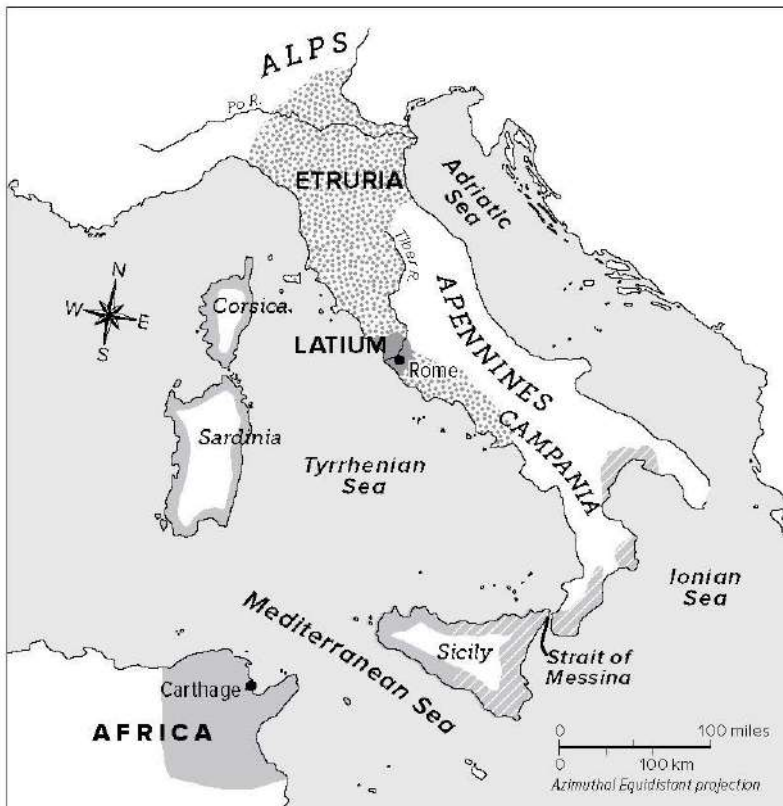 ALPS
Po R.
ETRURIA
Adriatic
Sea
Tiber R.
N
W
E
S
Corsica
APENNINES
LATIUM
Rome
CAMPANIA
Sardinia
Tyrrhenian
Sea
Ionian
Sea
Mediterranean Sea
Sicily
Strait of
Messina
Carthage
AFRICA
0 100 miles
0 100 km
Azimuthal Equidistant projection